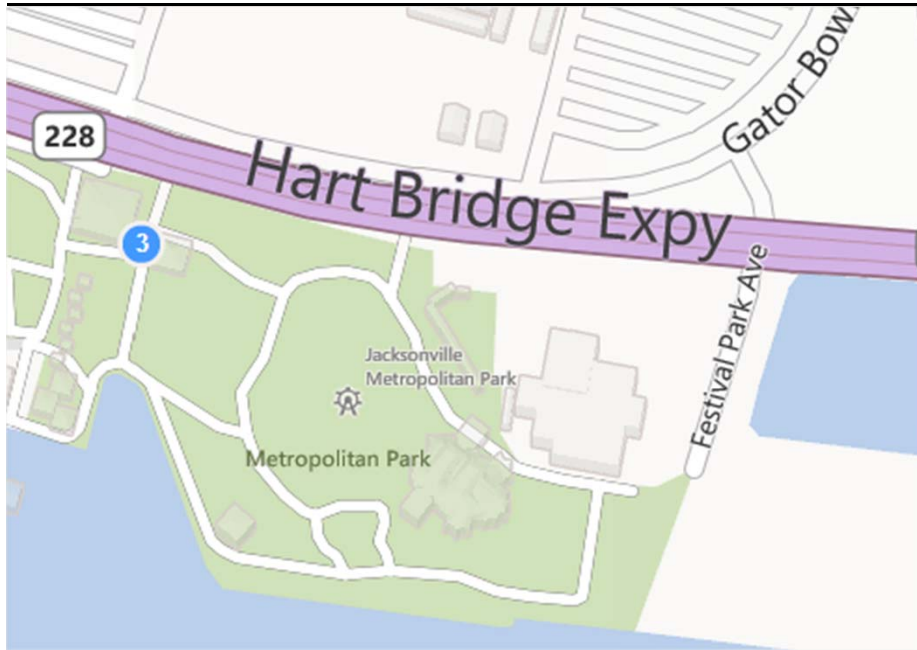 228
Hart Bridge Expy
Gator Bow
3
Festival Park Ave
Jacksonville
Metropolitan Park
Metropolitan Park